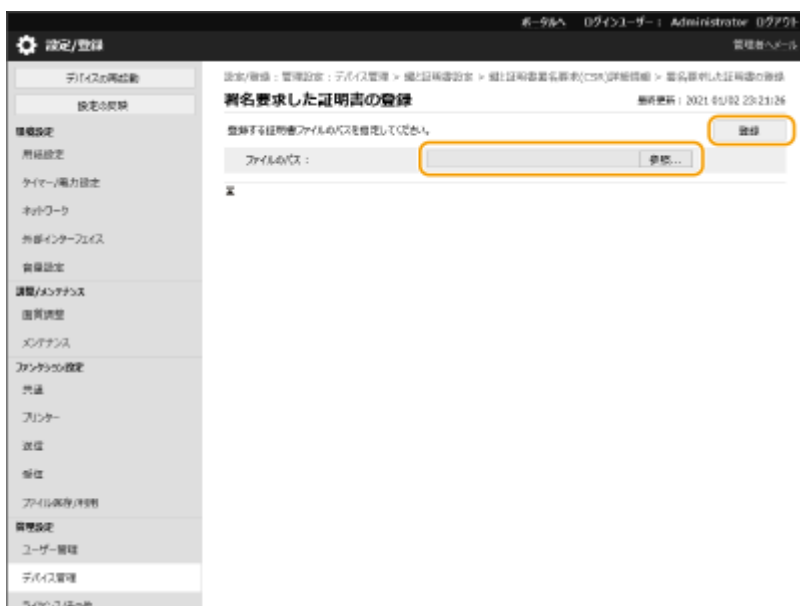 ポータルへ ログインユーザー： Administrator ログアウト
設定/登録
管理者へメール
デバイスの再起動
設定の反映
環境設定
用紙設定
タイマー/電力設定
ネットワーク
外部インターフェイス
音量設定
調整/メンテナンス
画質調整
メンテナンス
ファンクション設定
共通
プリンター
送信
受信
ファイル保存/利用
管理設定
ユーザー管理
デバイス管理
ライセンス/その他
設定/登録 : 管理設定 : デバイス管理 > 鍵と証明書設定 > 鍵と証明書署名要求(CSR)詳細情報 > 署名要求した証明書の登録
署名要求した証明書の登録
最終更新 : 2021 01/02 23:21:26
登録する証明書ファイルのパスを指定してください。
登録
ファイルのパス :
参照...